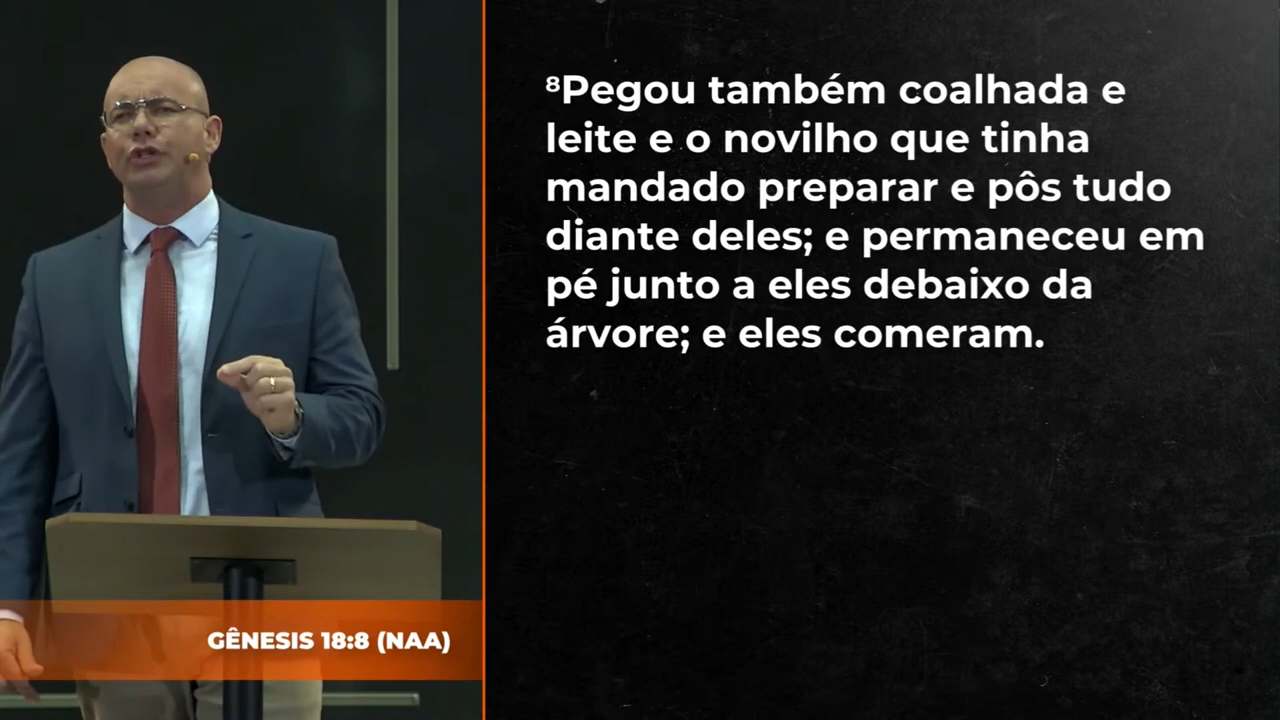 ⁸Pegou também coalhada e
leite e o novilho que tinha
mandado preparar e pôs tudo
diante deles; e permaneceu em
pé junto a eles debaixo da
árvore; e eles comeram.
GÊNESIS 18:8 (NAA)